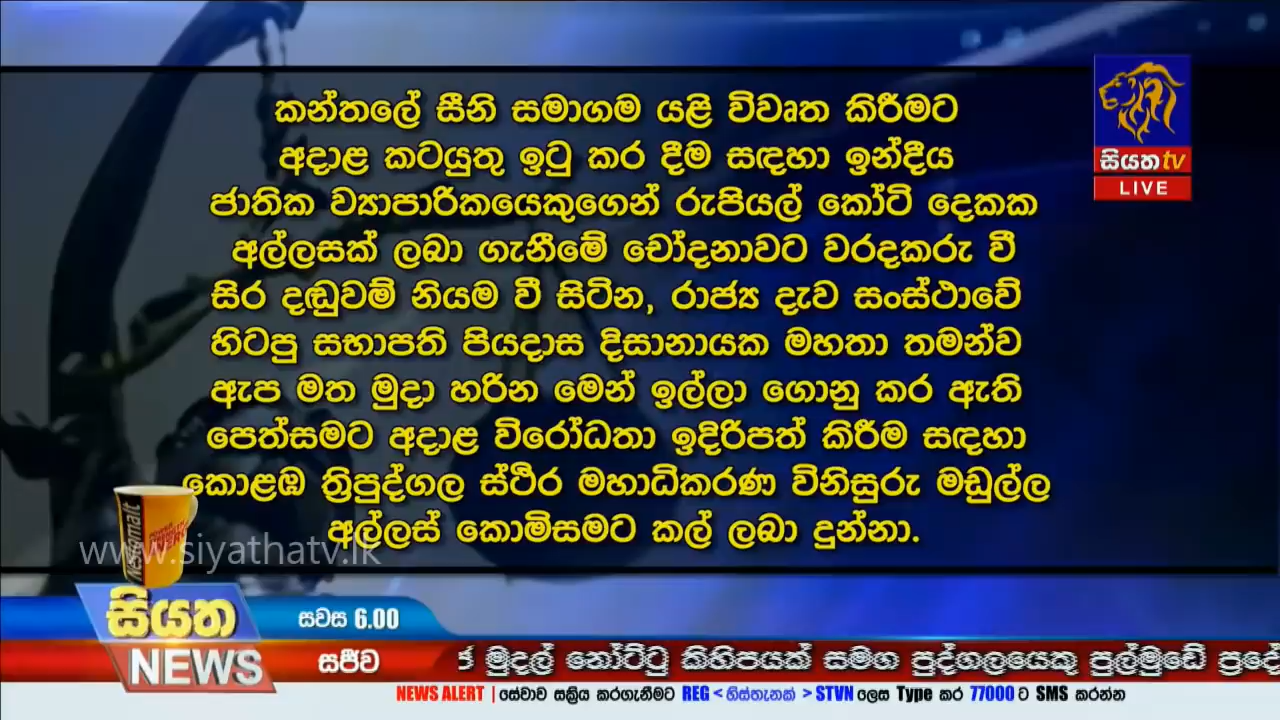 කන්තලේ සීනි සමාගම යළි විවෘත කිරීමට
අදාළ කටයුතු ඉටු කර දීම සඳහා ඉන්දීය
ජාතික ව්‍යාපාරිකයෙකුගෙන් රුපියල් කෝටි දෙකක
අල්ලසක් ලබා ගැනීමේ චෝදනාවට වරදකරු වී
සිර දඬුවම් නියම වී සිටින, රාජ්‍ය දැව සංස්ථාවේ
හිටපු සභාපති පියදාස දිසානායක මහතා තමන්ව
ඇප මත මුදා හරින මෙන් ඉල්ලා ගොනු කර ඇති
පෙත්සමට අදාළ විරෝධතා ඉදිරිපත් කිරීම සඳහා
කොළඹ ත්‍රිපුද්ගල ස්ථිර මහාධිකරණ විනිසුරු මඩුල්ල
අල්ලස් කොමිසමට කල් ලබා දුන්නා.
සියත tv
LIVE
www.siyathatv.lk
සියත
NEWS
සවස 6.00
සජීව
මුදල් නෝට්ටු කිහිපයක් සමග පුද්ගලයෙකු පුල්මුඩේ
NEWS ALERT | සේවාව සක්‍රිය කරගැනීමට REG < හිස්තැනක් > STVN ලෙස Type කර 77000 ට SMS කරන්න